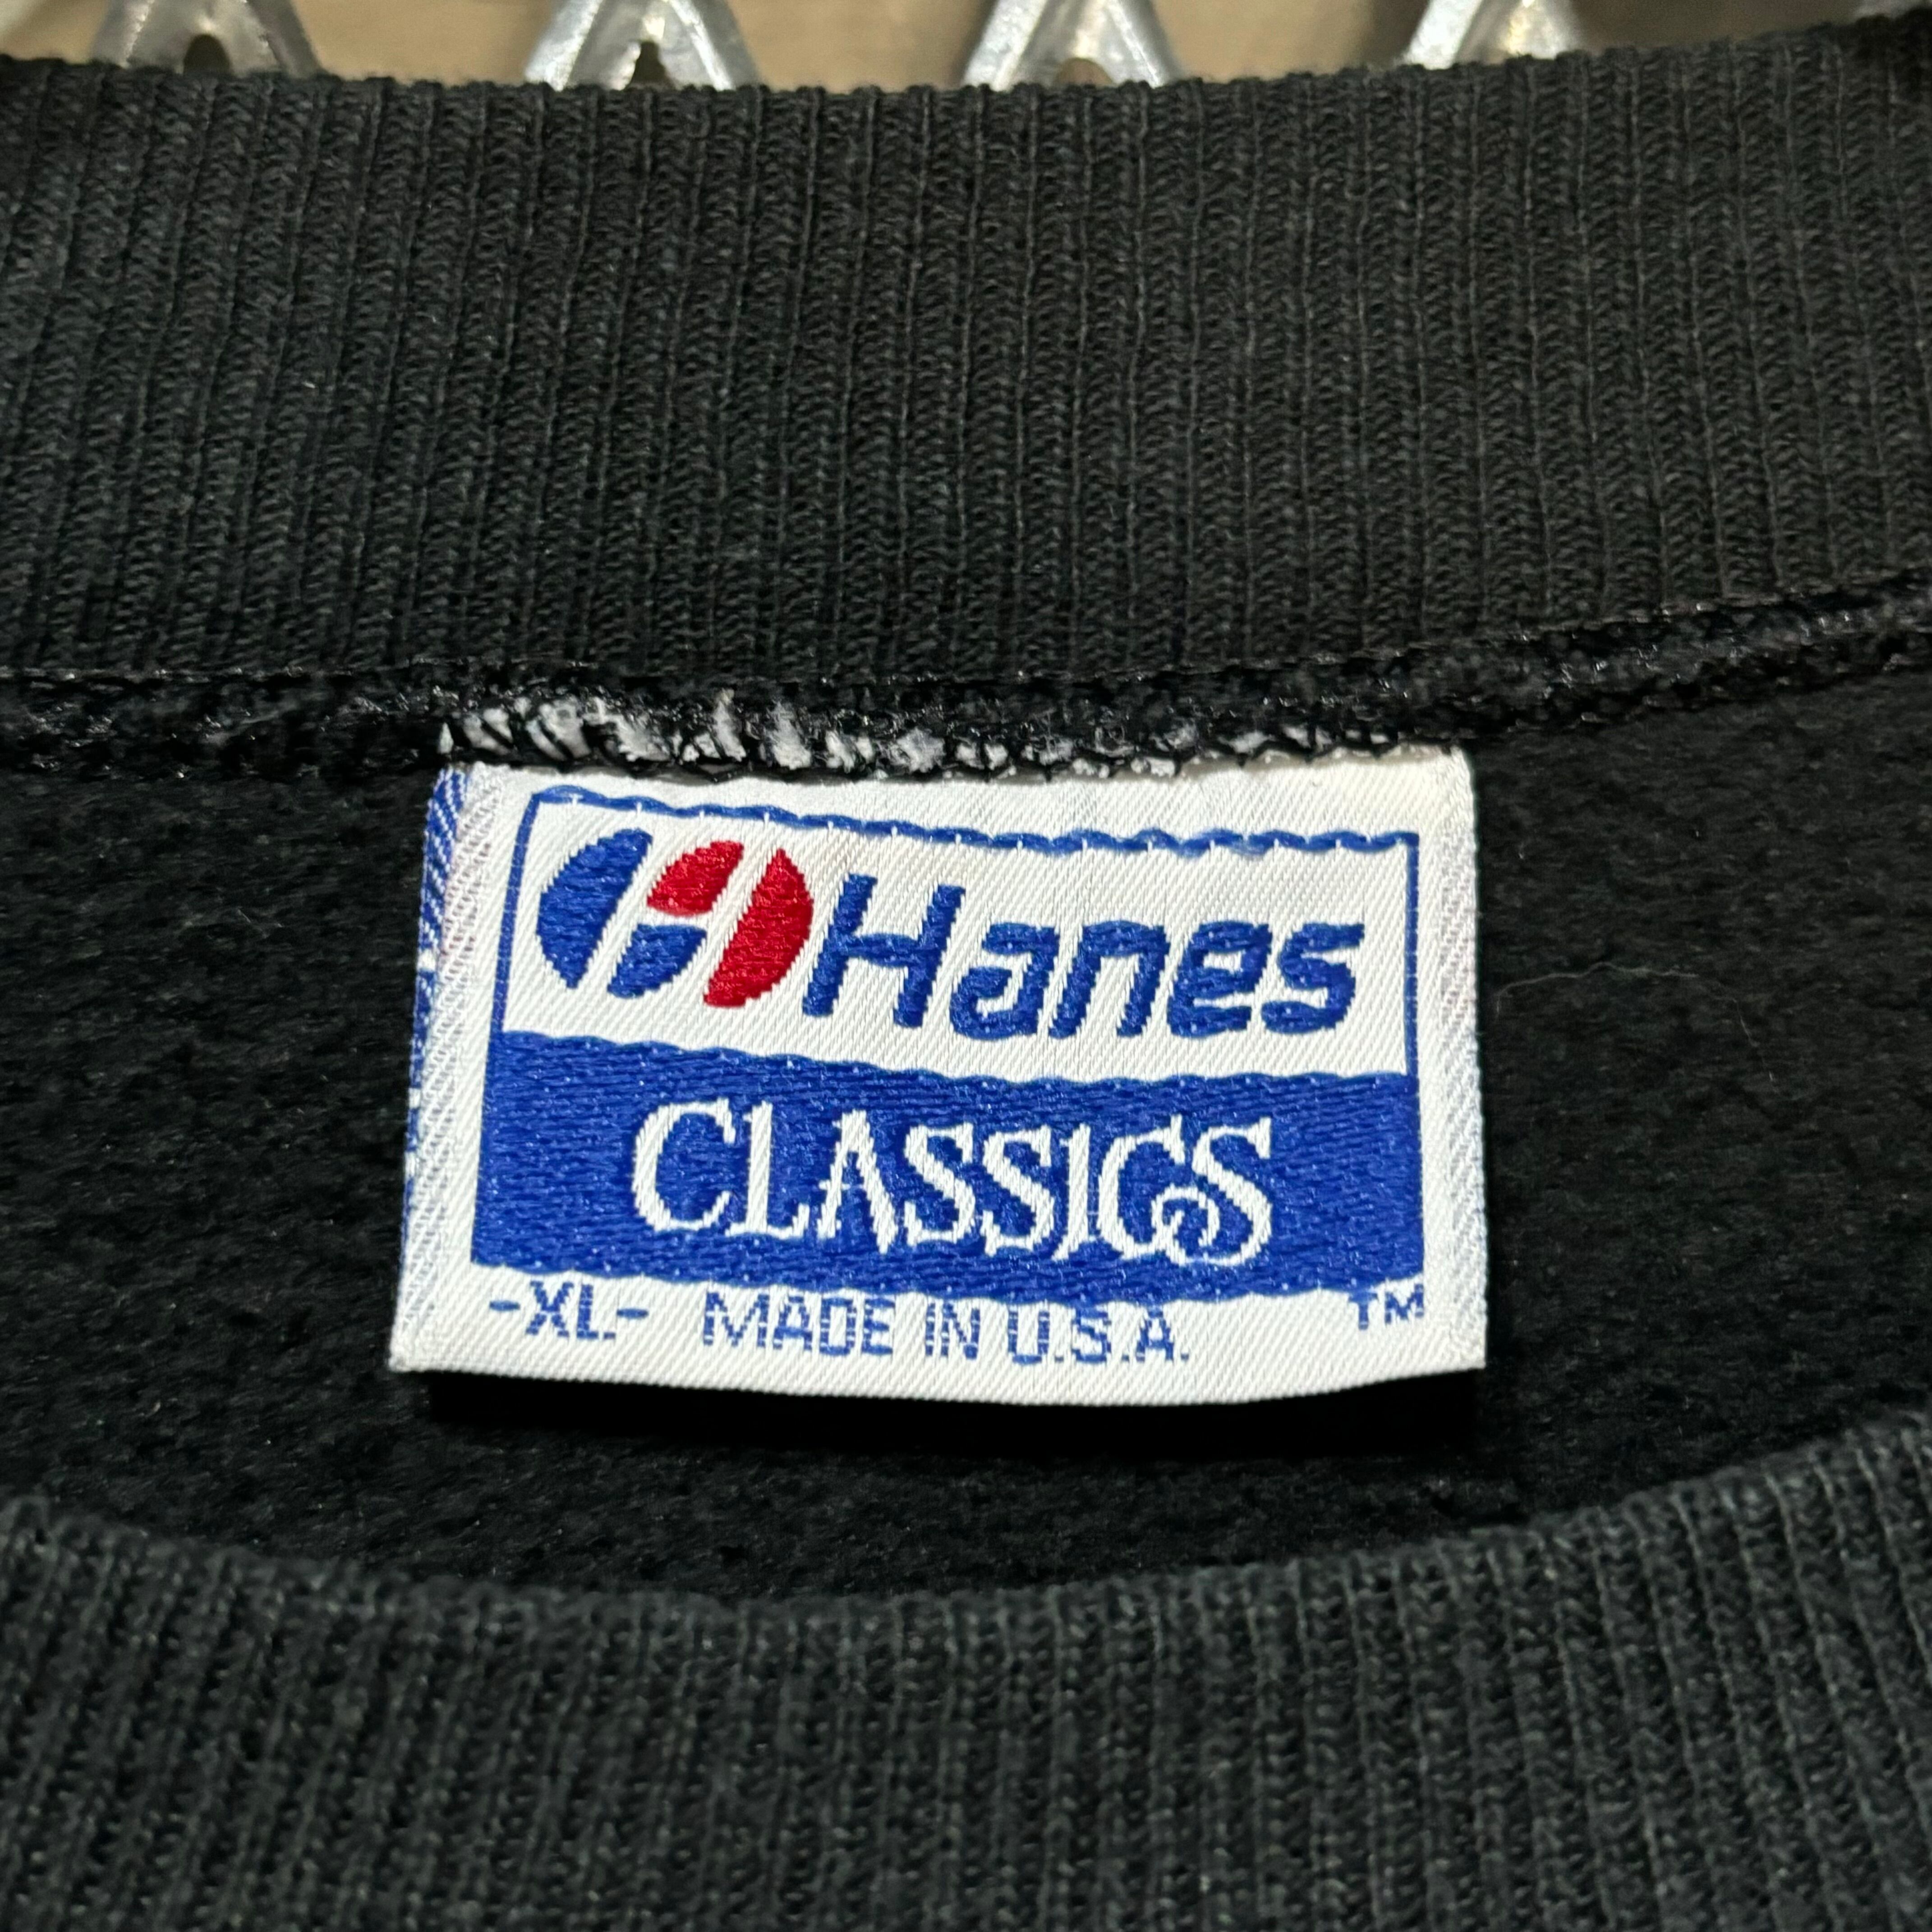 Hanes
CLASSICS
-XL- MADE IN U.S.A. TM